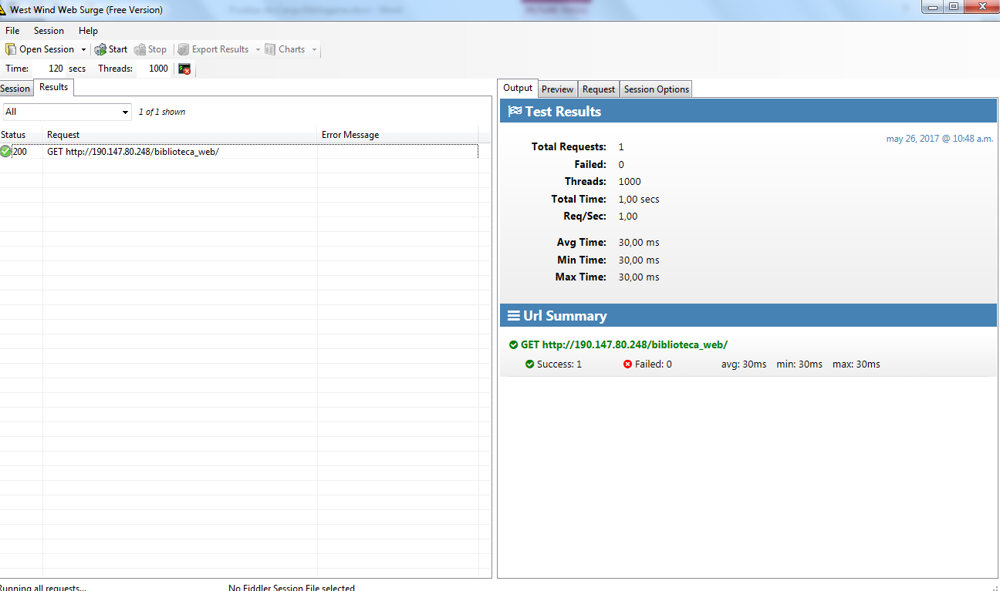 West Wind Web Surge (Free Version)
File Session Help
Open Session Start Stop Export Results Charts
Time: 120 secs Threads: 1000
Session Results
All 1 of 1 shown
Status Request Error Message
200 GET http://190.147.80.248/biblioteca_web/
Running all requests... No Fiddler Session File selected
Output Preview Request Session Options
Test Results
may 26, 2017 @ 10:48 a.m.
Total Requests: 1
Failed: 0
Threads: 1000
Total Time: 1,00 secs
Req/Sec: 1,00
Avg Time: 30,00 ms
Min Time: 30,00 ms
Max Time: 30,00 ms
Url Summary
GET http://190.147.80.248/biblioteca_web/
Success: 1 Failed: 0 avg: 30ms min: 30ms max: 30ms